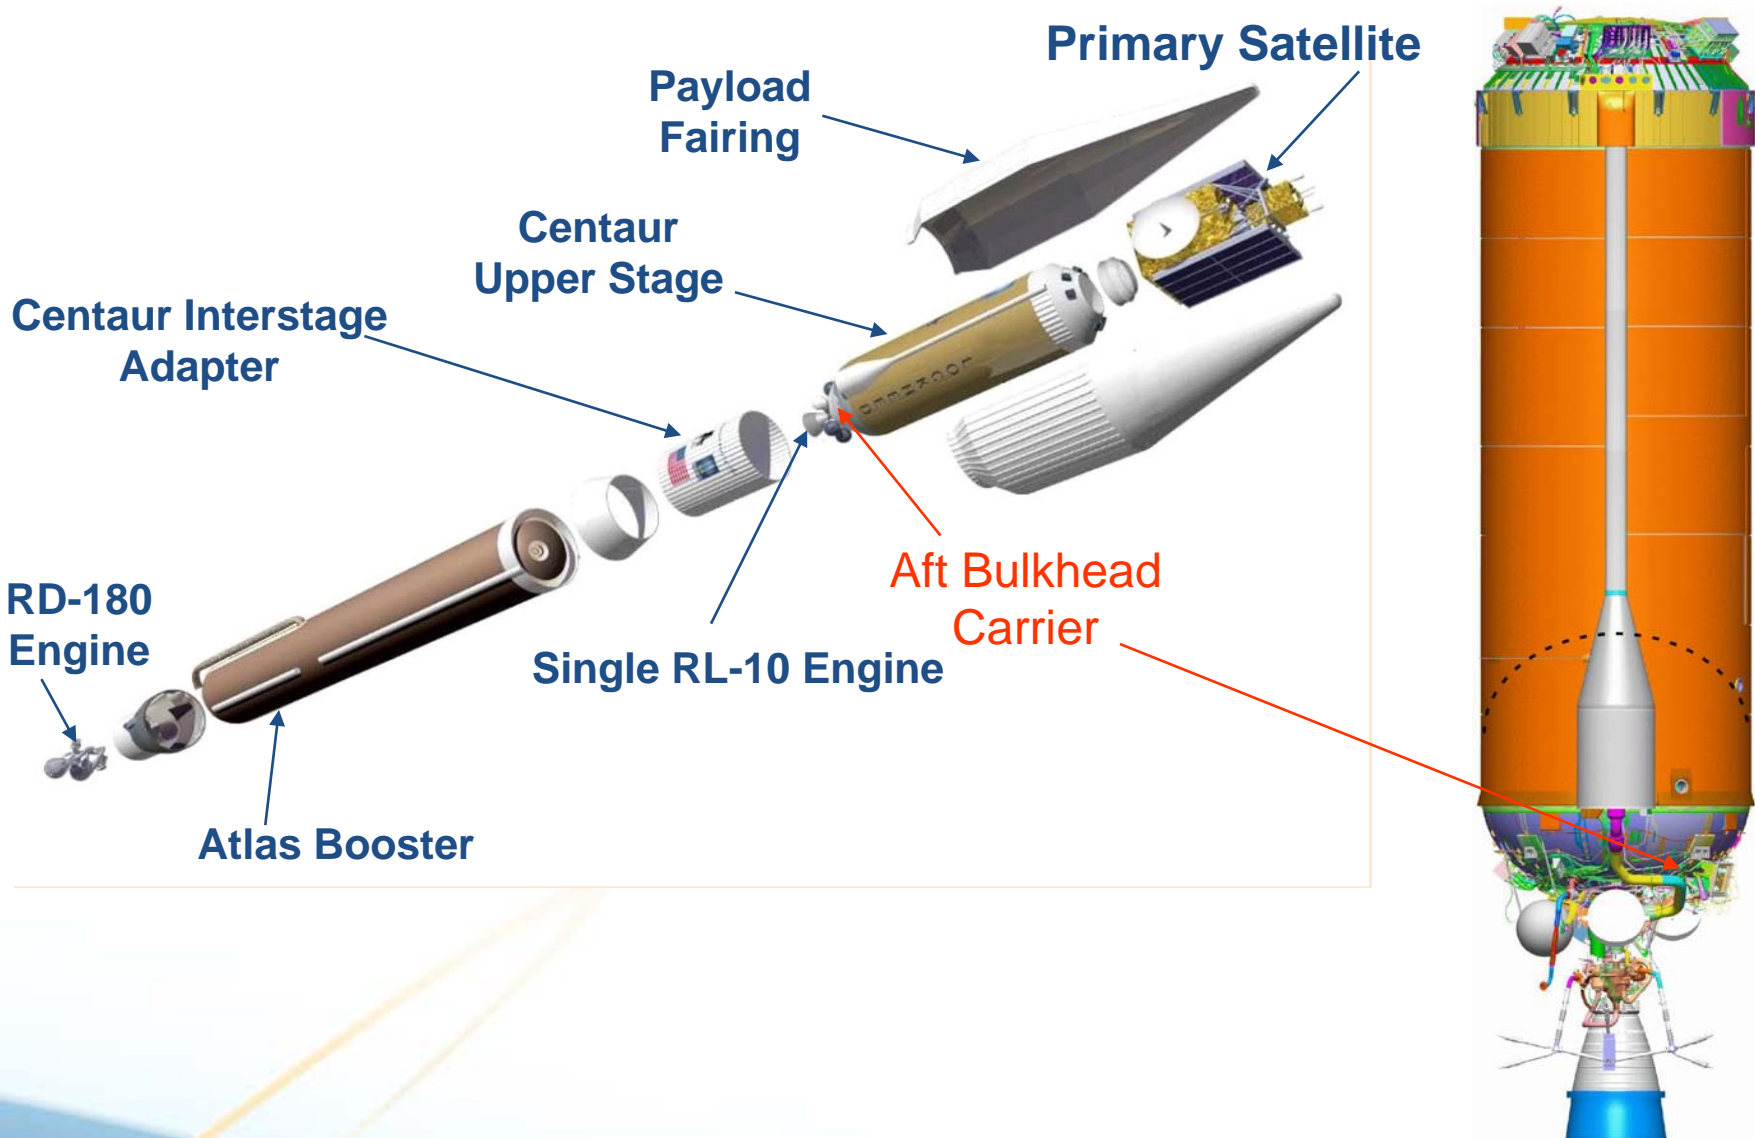 Primary Satellite
Payload
Fairing
Centaur
Upper Stage
Centaur Interstage
Adapter
Aft Bulkhead
Carrier
RD-180
Engine
Single RL-10 Engine
Atlas Booster